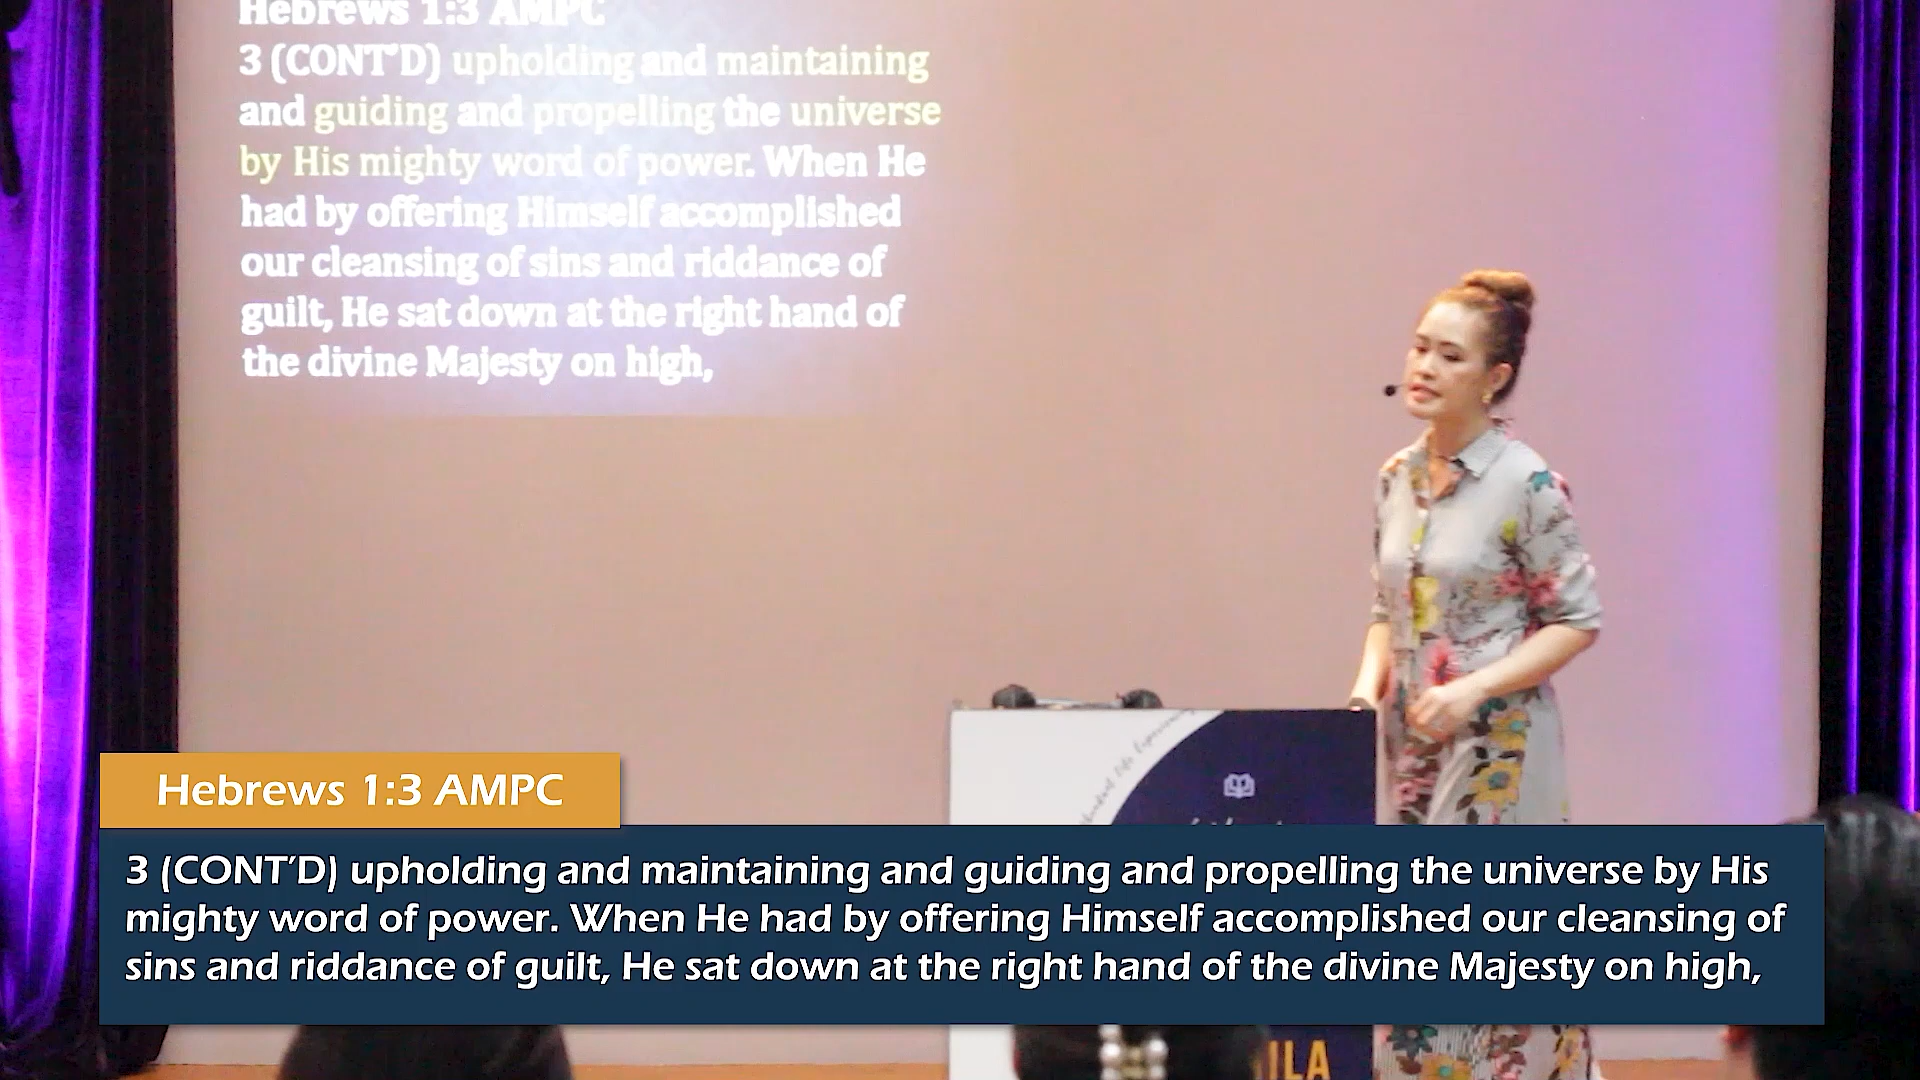 Hebrews 1:3 AMPC
3 (CONT'D) upholding and maintaining
and guiding and propelling the universe
by His mighty word of power. When He
had by offering Himself accomplished
our cleansing of sins and riddance of
guilt, He sat down at the right hand of
the divine Majesty on high,
Life Experiencing
Hebrews 1:3 AMPC
3 (CONT'D) upholding and maintaining and guiding and propelling the universe by His
mighty word of power. When He had by offering Himself accomplished our cleansing of
sins and riddance of guilt, He sat down at the right hand of the divine Majesty on high,